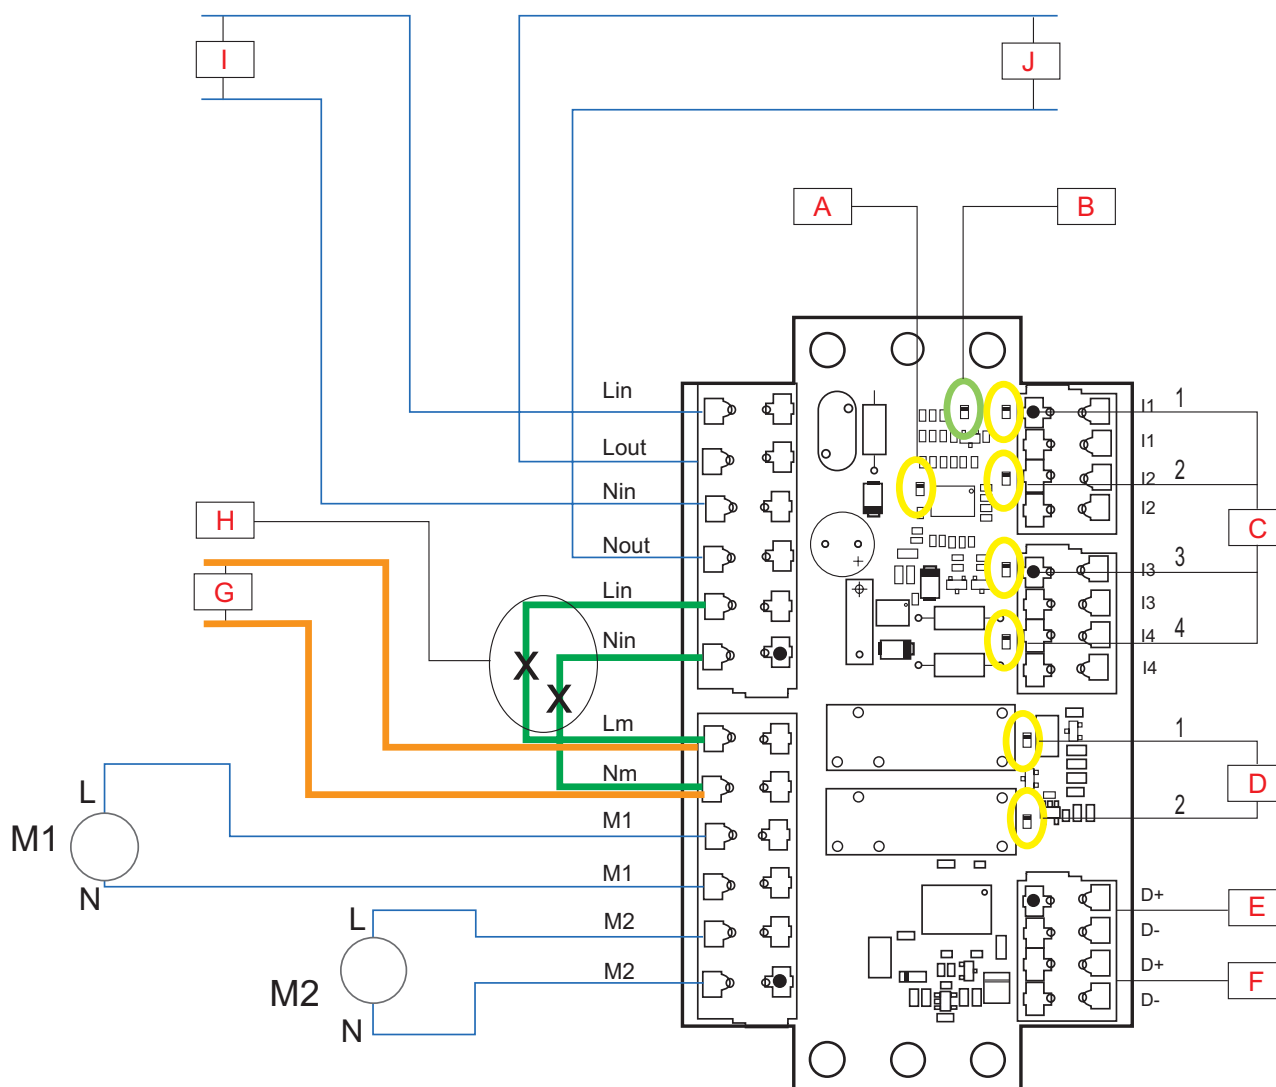 I
J
A
B
Lin
Lout
Nin
Nout
Lin
Nin
Lm
Nm
M1
M1
M2
M2
H
G
X
X
L
M1
N
L
M2
N
+
+
I1 1
I1
I2 2
I2
C
I3 3
I3
I4 4
I4
1
D
2
D+
E
D-
D+
F
D-